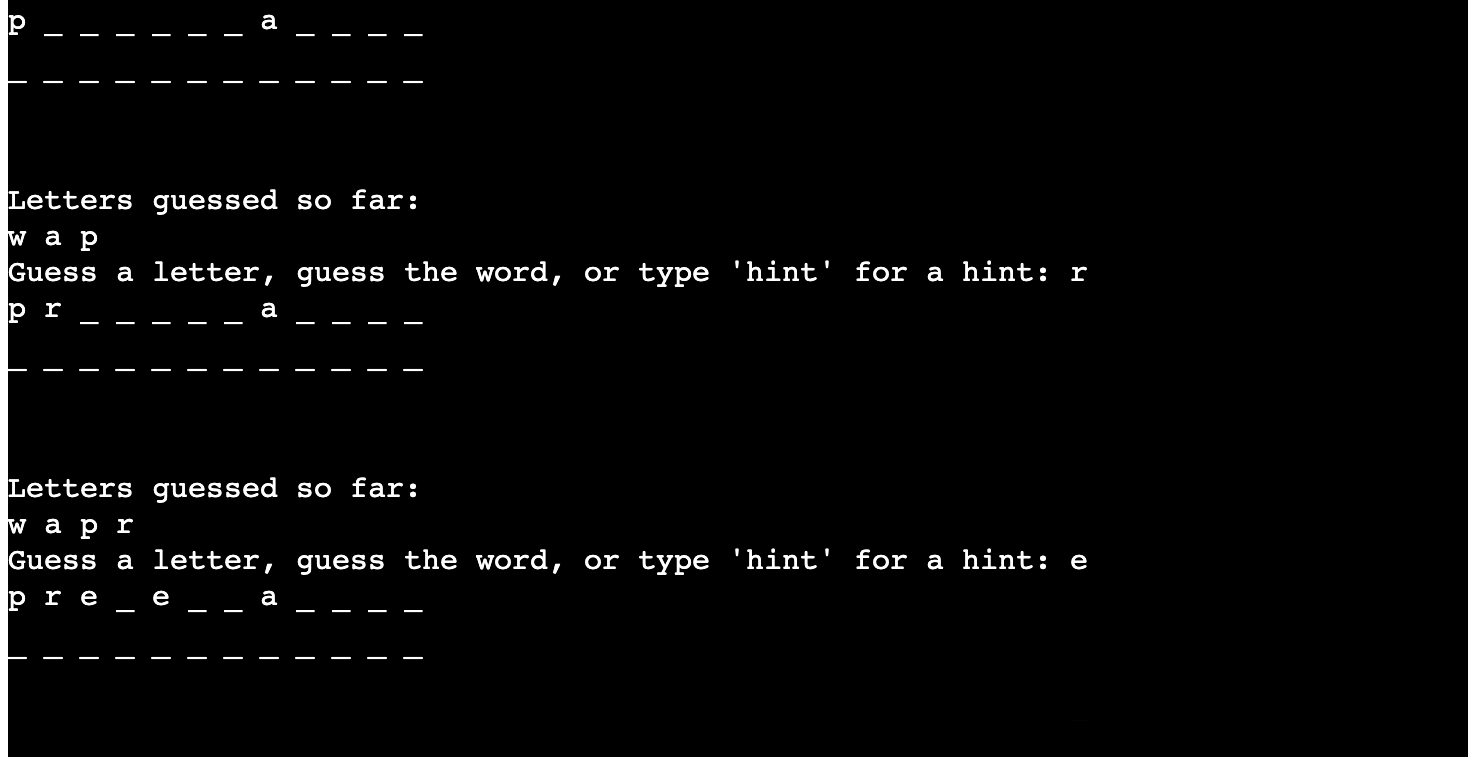 p _ _ _ _ _ _ a _ _ _ _
_ _ _ _ _ _ _ _ _ _ _ _
Letters guessed so far:
w a p
Guess a letter, guess the word, or type 'hint' for a hint: r
p r _ _ _ _ _ a _ _ _ _
_ _ _ _ _ _ _ _ _ _ _ _
Letters guessed so far:
w a p r
Guess a letter, guess the word, or type 'hint' for a hint: e
p r e _ e _ _ a _ _ _ _
_ _ _ _ _ _ _ _ _ _ _ _